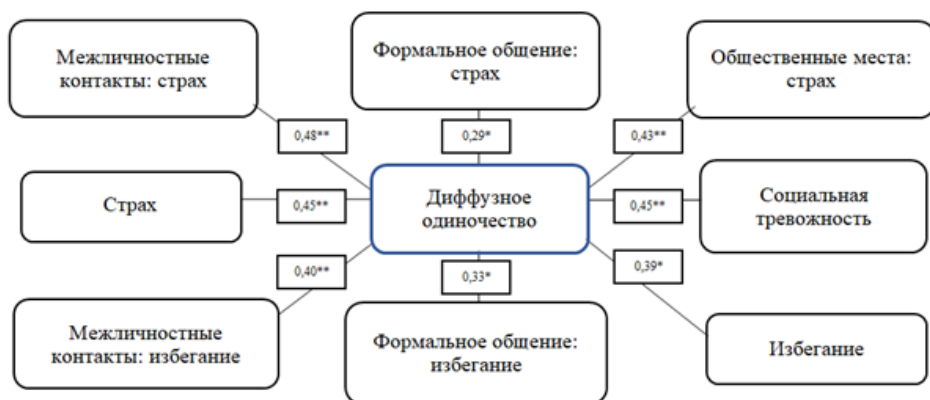 Межличностные
контакты: страх
Формальное общение:
страх
Общественные места:
страх
0,48**
0,29*
0,43**
Страх
0,45**
Диффузное
одиночество
0,45**
Социальная
тревожность
0,40**
0,33*
0,39*
Межличностные
контакты: избегание
Формальное общение:
избегание
Избегание